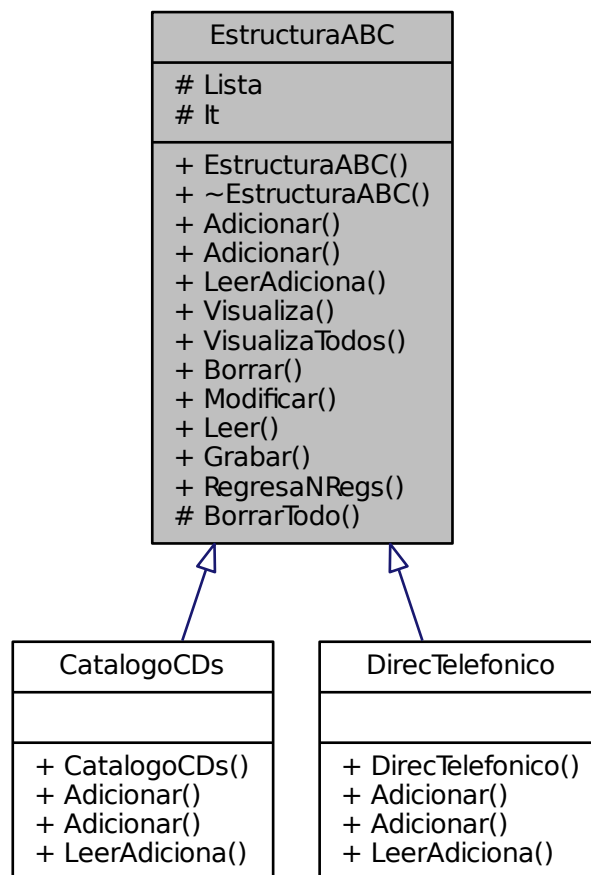 EstructuraABC
# Lista
# It
+ EstructuraABC()
+ ~EstructuraABC()
+ Adicionar()
+ Adicionar()
+ LeerAdiciona()
+ Visualiza()
+ VisualizaTodos()
+ Borrar()
+ Modificar()
+ Leer()
+ Grabar()
+ RegresaNRegs()
# BorrarTodo()
CatalogoCDs
+ CatalogoCDs()
+ Adicionar()
+ Adicionar()
+ LeerAdiciona()
DirecTelefonico
+ DirecTelefonico()
+ Adicionar()
+ Adicionar()
+ LeerAdiciona()